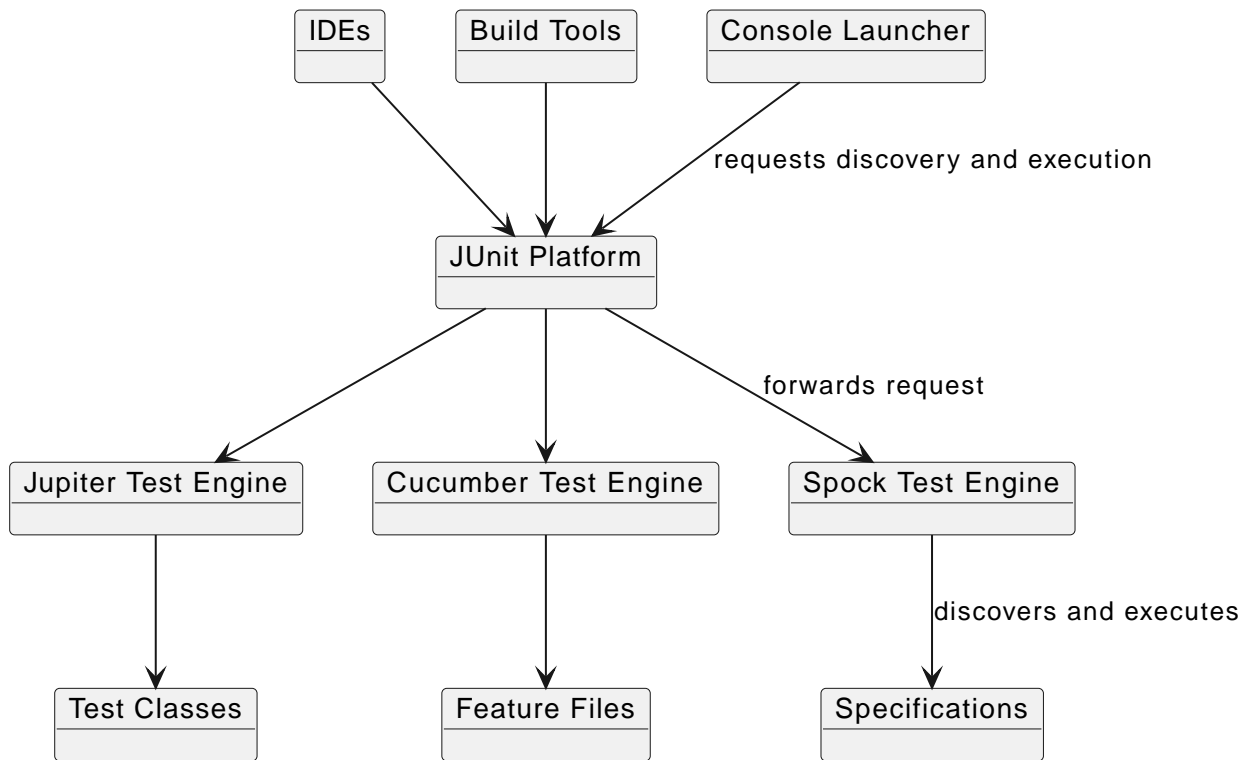 IDEs
Build Tools
Console Launcher
requests discovery and execution
JUnit Platform
forwards request
Jupiter Test Engine
Cucumber Test Engine
Spock Test Engine
discovers and executes
Test Classes
Feature Files
Specifications